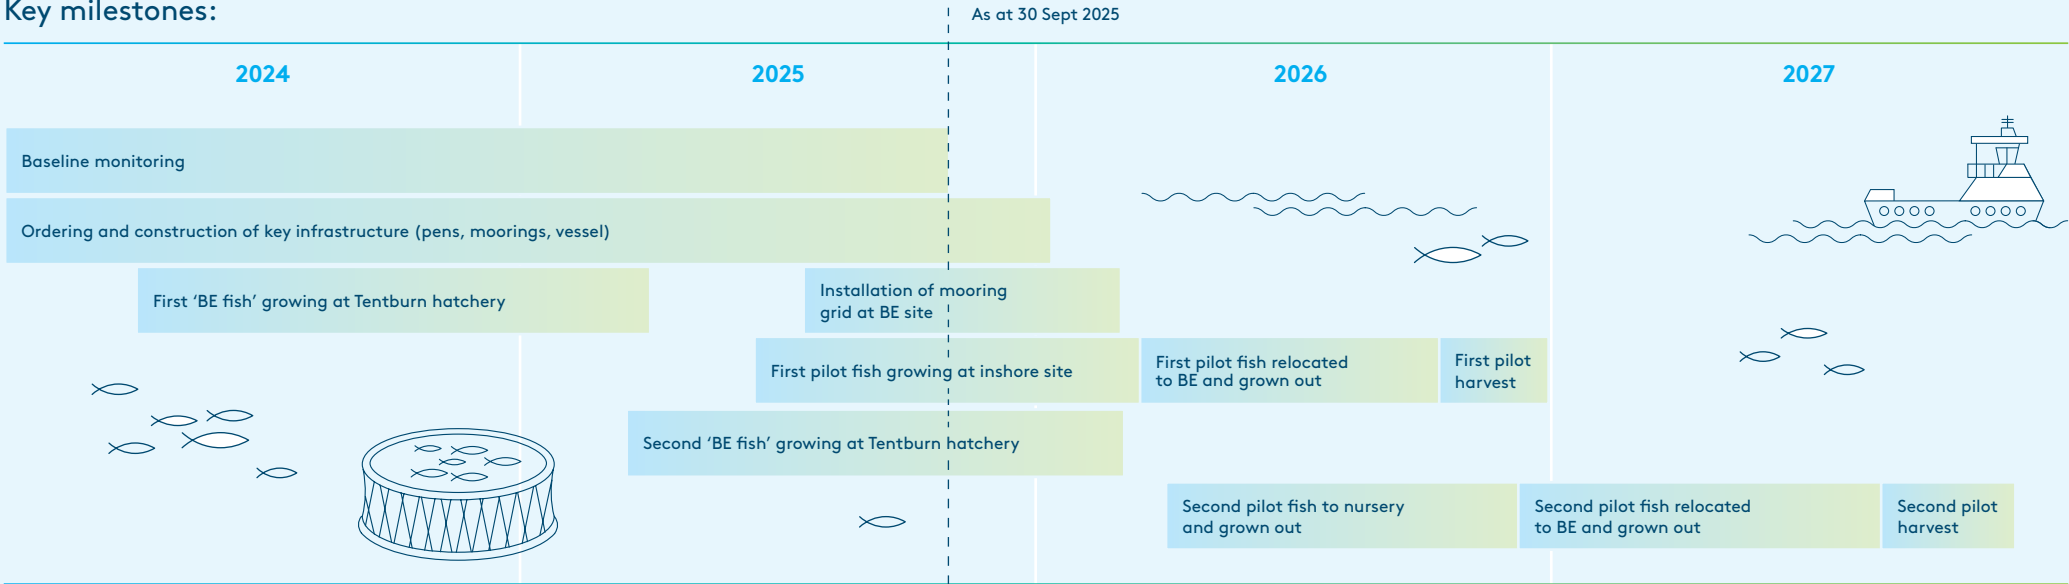 Key milestones:
As at 30 Sept 2025
2024
2025
2026
2027
Baseline monitoring
Ordering and construction of key infrastructure (pens, moorings, vessel)
First ‘BE fish’ growing at Tentburn hatchery
Installation of mooring
grid at BE site
First pilot fish growing at inshore site
First pilot fish relocated
to BE and grown out
First pilot
harvest
Second ‘BE fish’ growing at Tentburn hatchery
Second pilot fish to nursery
and grown out
Second pilot fish relocated
to BE and grown out
Second pilot
harvest